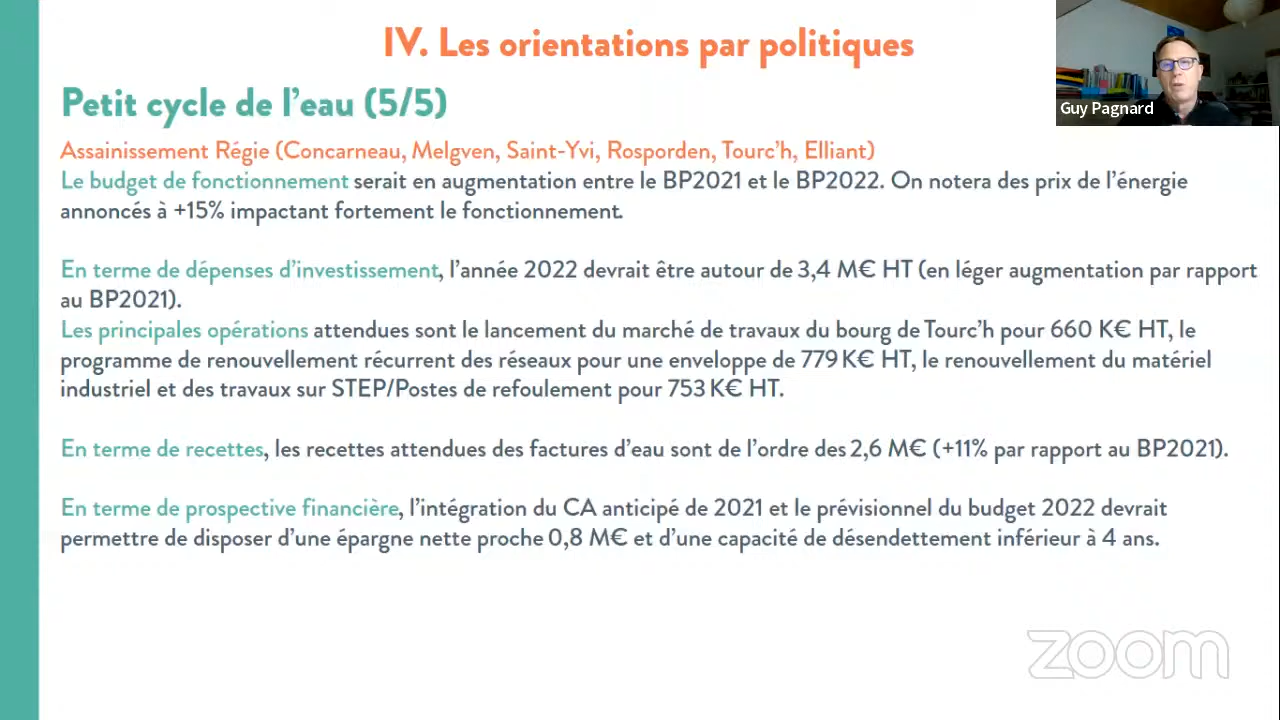 IV. Les orientations par politiques
Guy Pagnard
Petit cycle de l'eau (5/5)
Assainissement Régie (Concarneau, Melgven, Saint-Yvi, Rosporden, Tourc'h, Elliant)
Le budget de fonctionnement serait en augmentation entre le BP2021 et le BP2022. On notera des prix de l'énergie
annoncés à +15% impactant fortement le fonctionnement.
En terme de dépenses d'investissement, l'année 2022 devrait être autour de 3,4 M€ HT (en léger augmentation par rapport
au BP2021).
Les principales opérations attendues sont le lancement du marché de travaux du bourg de Tourc'h pour 660 K€ HT, le
programme de renouvellement récurrent des réseaux pour une enveloppe de 779 K€ HT, le renouvellement du matériel
industriel et des travaux sur STEP/Postes de refoulement pour 753 K€ HT.
En terme de recettes, les recettes attendues des factures d'eau sont de l'ordre des 2,6 M€ (+11% par rapport au BP2021).
En terme de prospective financière, l'intégration du CA anticipé de 2021 et le prévisionnel du budget 2022 devrait
permettre de disposer d'une épargne nette proche 0,8 M€ et d'une capacité de désendettement inférieur à 4 ans.
zoom